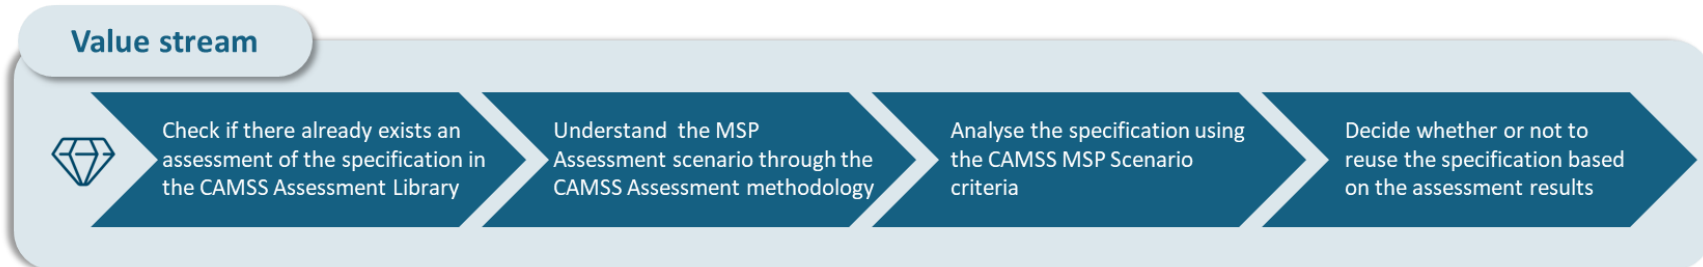 Value stream
Check if there already exists an
assessment of the specification in
the CAMSS Assessment Library
Understand the MSP
Assessment scenario through the
CAMSS Assessment methodology
Analyse the specification using
the CAMSS MSP Scenario
criteria
Decide whether or not to
reuse the specification based
on the assessment results